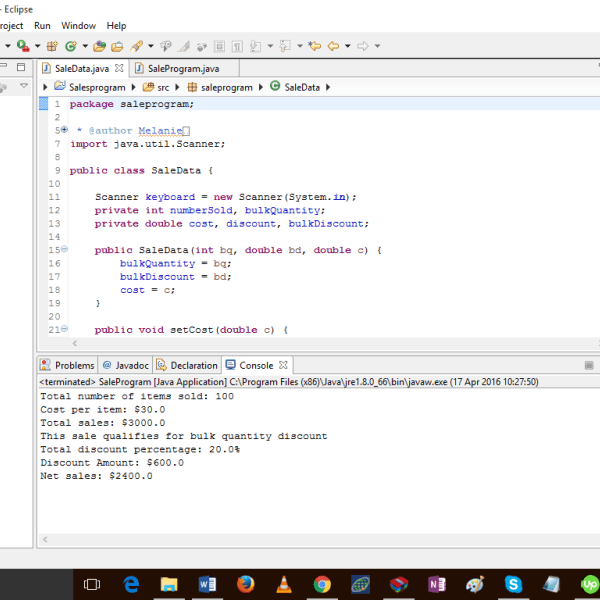 - Eclipse
roject Run Window Help
SaleData.java SaleProgram.java
Salesprogram src saleprogram SaleData
1 package saleprogram;
2
5 * @author Melanie
7 import java.util.Scanner;
8
9 public class SaleData {
10
11 Scanner keyboard = new Scanner(System.in);
12 private int numberSold, bulkQuantity;
13 private double cost, discount, bulkDiscount;
14
15 public SaleData(int bq, double bd, double c) {
16 bulkQuantity = bq;
17 bulkDiscount = bd;
18 cost = c;
19 }
20
21 public void setCost(double c) {
Problems @ Javadoc Declaration Console
<terminated> SaleProgram [Java Application] C:\Program Files (x86)\Java\jre1.8.0_66\bin\javaw.exe (17 Apr 2016 10:27:50)
Total number of items sold: 100
Cost per item: $30.0
Total sales: $3000.0
This sale qualifies for bulk quantity discount
Total discount percentage: 20.0%
Discount Amount: $600.0
Net sales: $2400.0
Up